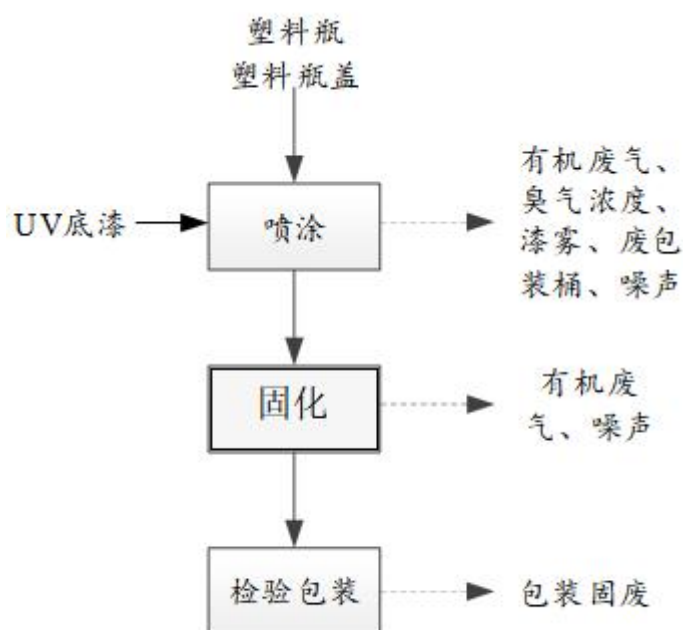 塑料瓶
塑料瓶盖
UV底漆
喷涂
有机废气、
臭气浓度、
漆雾、废包
装桶、噪声
固化
有机废
气、噪声
检验包装
包装固废